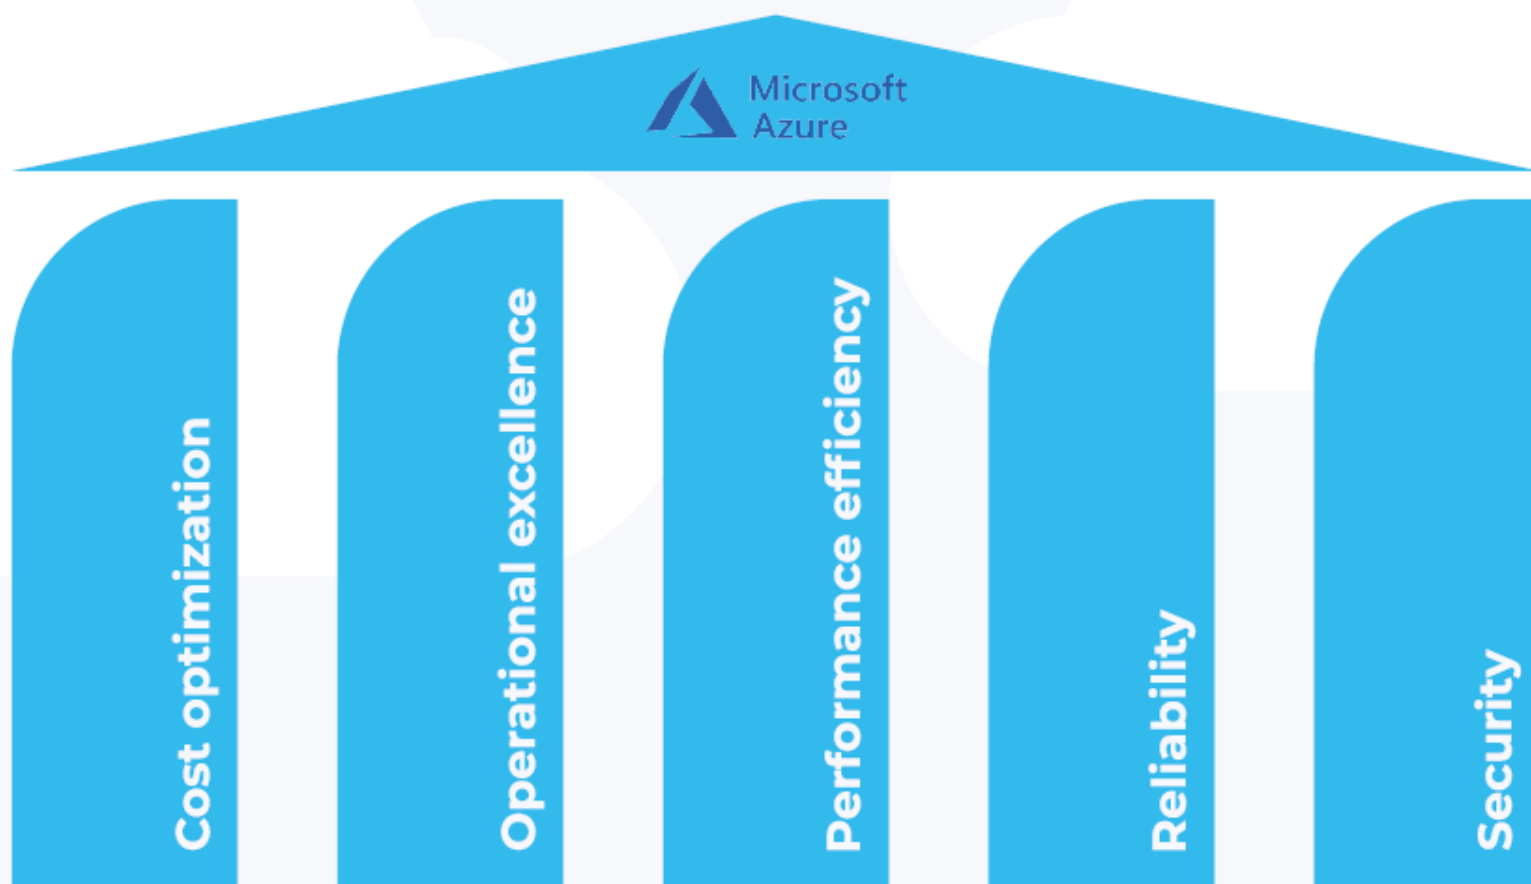 Microsoft
Azure
Cost optimization
Operational excellence
Performance efficiency
Reliability
Security